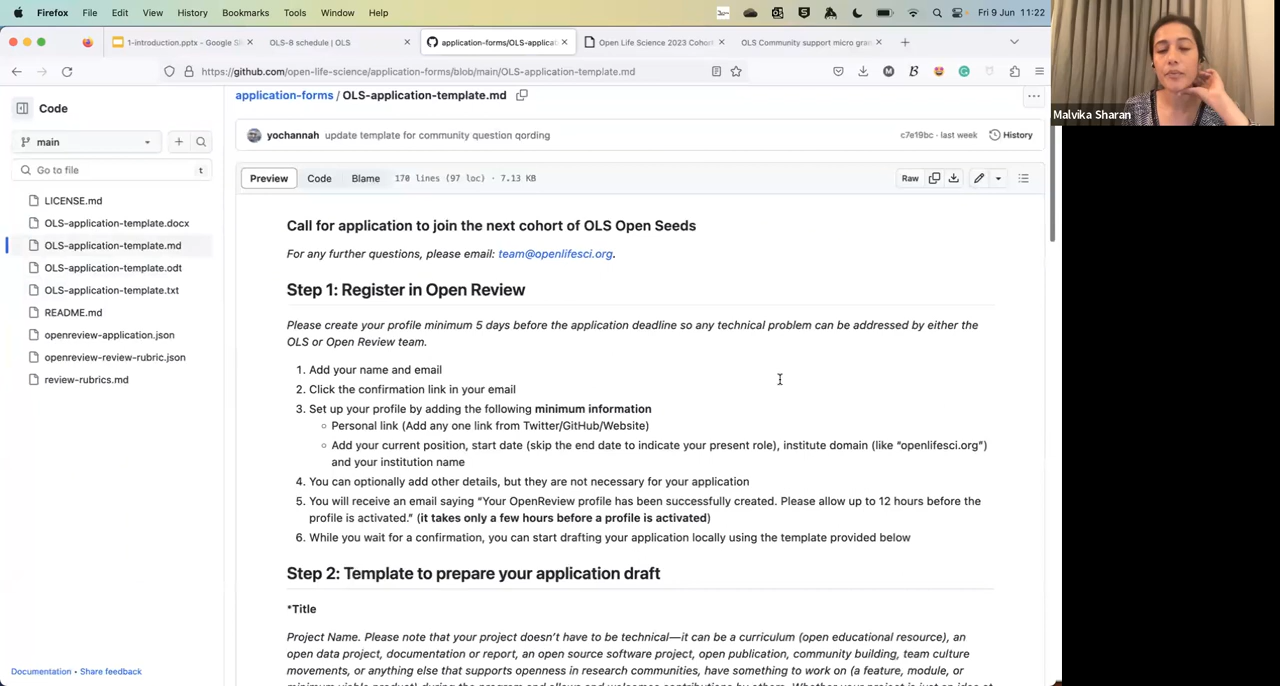 Firefox File Edit View History Bookmarks Tools Window Help Fri 9 Jun 11:22
1-introduction.pptx - Google Sl OLS-8 schedule | OLS application-forms/OLS-applicat Open Life Science 2023 Cohort OLS Community support micro gran
https://github.com/open-life-science/application-forms/blob/main/OLS-application-template.md
Malvika Sharan
Code
main
Go to file t
LICENSE.md
OLS-application-template.docx
OLS-application-template.md
OLS-application-template.odt
OLS-application-template.txt
README.md
openreview-application.json
openreview-review-rubric.json
review-rubrics.md
Documentation • Share feedback
application-forms / OLS-application-template.md
yochannah update template for community question qording c7e19bc · last week History
Preview Code Blame 170 lines (97 loc) · 7.13 KB Raw
Call for application to join the next cohort of OLS Open Seeds
For any further questions, please email: team@openlifesci.org.
Step 1: Register in Open Review
Please create your profile minimum 5 days before the application deadline so any technical problem can be addressed by either the
OLS or Open Review team.
1. Add your name and email
2. Click the confirmation link in your email
3. Set up your profile by adding the following minimum information
Personal link (Add any one link from Twitter/GitHub/Website)
Add your current position, start date (skip the end date to indicate your present role), institute domain (like “openlifesci.org”)
and your institution name
4. You can optionally add other details, but they are not necessary for your application
5. You will receive an email saying “Your OpenReview profile has been successfully created. Please allow up to 12 hours before the
profile is activated.” (it takes only a few hours before a profile is activated)
6. While you wait for a confirmation, you can start drafting your application locally using the template provided below
Step 2: Template to prepare your application draft
*Title
Project Name. Please note that your project doesn’t have to be technical—it can be a curriculum (open educational resource), an
open data project, documentation or report, an open source software project, open publication, community building, team culture
movements, or anything else that supports openness in research communities, have something to work on (a feature, module, or